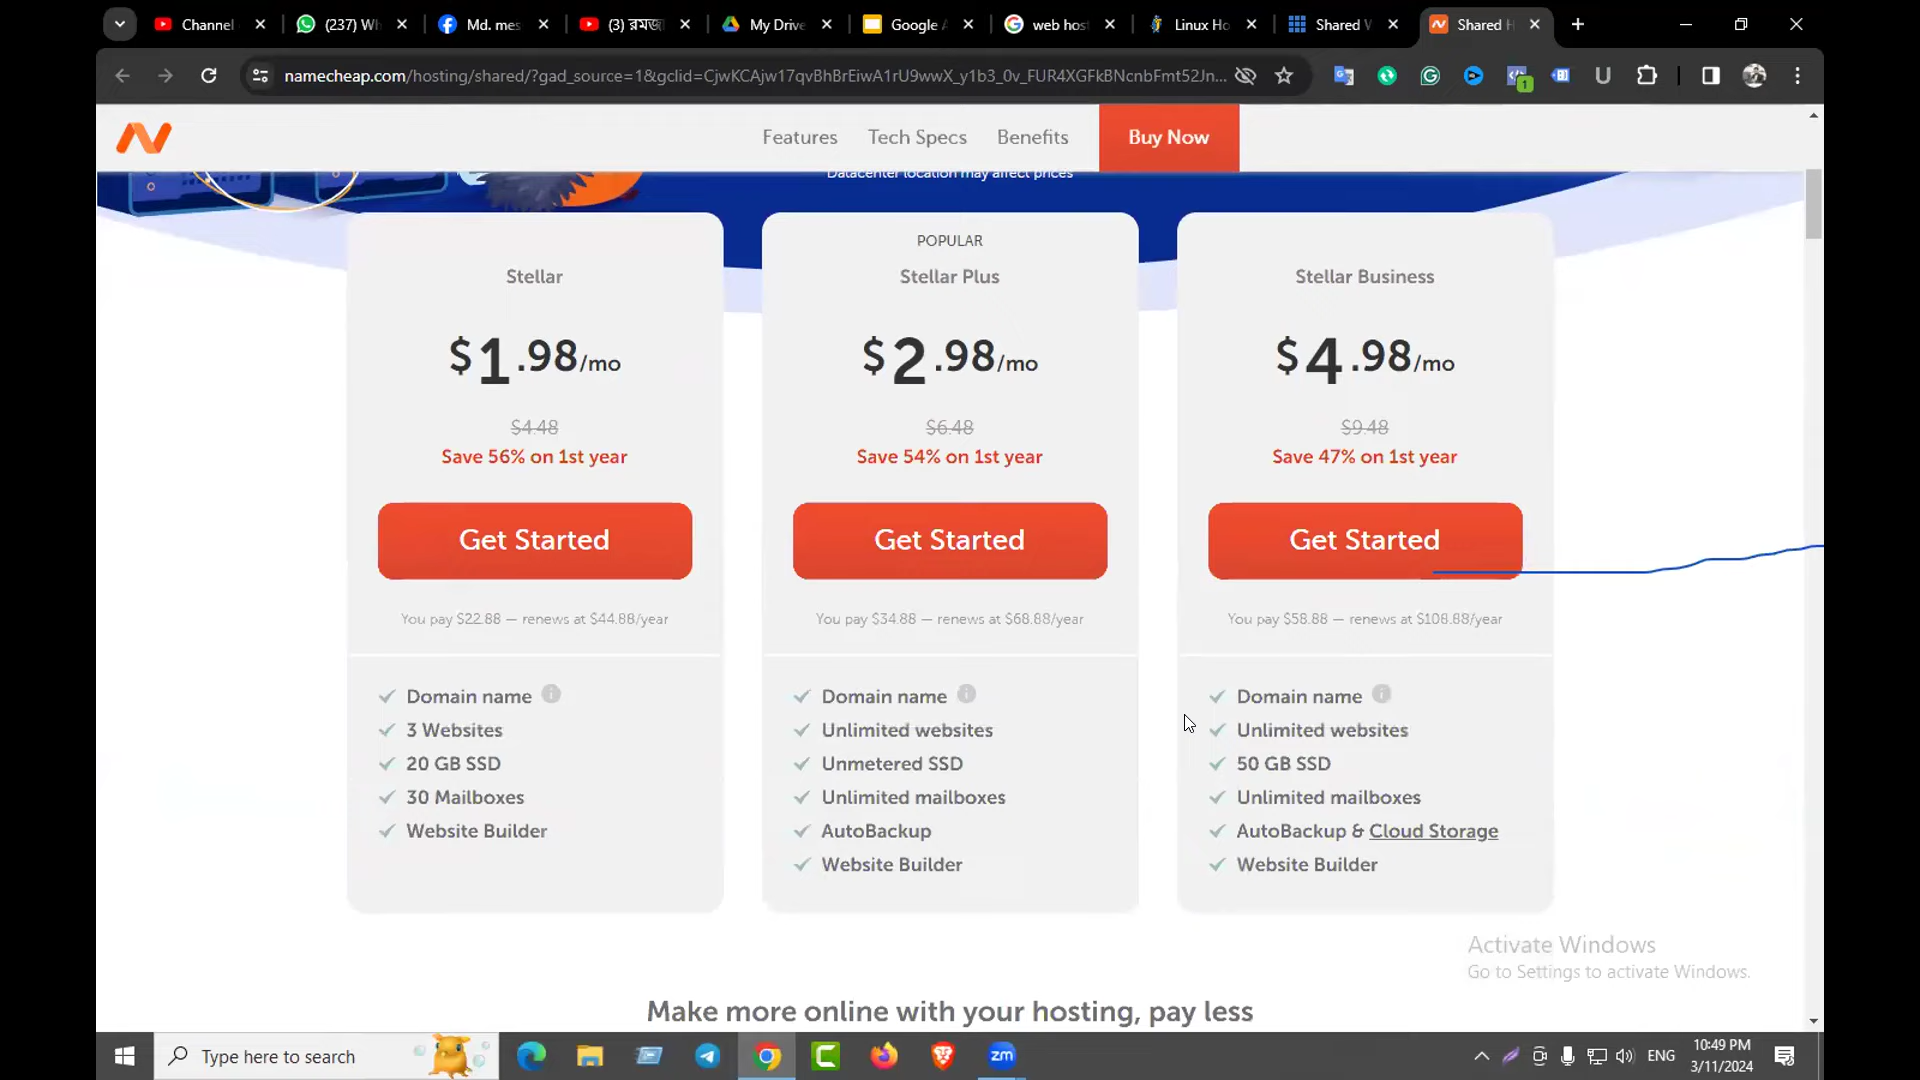 Channel
(237) Wh
Md. mes
(3) রমজা
My Drive
Google A
web host
Linux Ho
Shared W
Shared H
namecheap.com/hosting/shared/?gad_source=1&gclid=CjwKCAjw17qvBhBrEiwA1rU9wwX_y1b3_0v_FUR4XGFkBNcnbFmt52Jn...
Features
Tech Specs
Benefits
Buy Now
Datacenter location may affect prices
Stellar
$1.98/mo
$4.48
Save 56% on 1st year
Get Started
You pay $22.88 — renews at $44.88/year
Domain name
3 Websites
20 GB SSD
30 Mailboxes
Website Builder
POPULAR
Stellar Plus
$2.98/mo
$6.48
Save 54% on 1st year
Get Started
You pay $34.88 — renews at $68.88/year
Domain name
Unlimited websites
Unmetered SSD
Unlimited mailboxes
AutoBackup
Website Builder
Stellar Business
$4.98/mo
$9.48
Save 47% on 1st year
Get Started
You pay $58.88 — renews at $108.88/year
Domain name
Unlimited websites
50 GB SSD
Unlimited mailboxes
AutoBackup & Cloud Storage
Website Builder
Activate Windows
Go to Settings to activate Windows.
Make more online with your hosting, pay less
Type here to search
zm
ENG
10:49 PM
3/11/2024